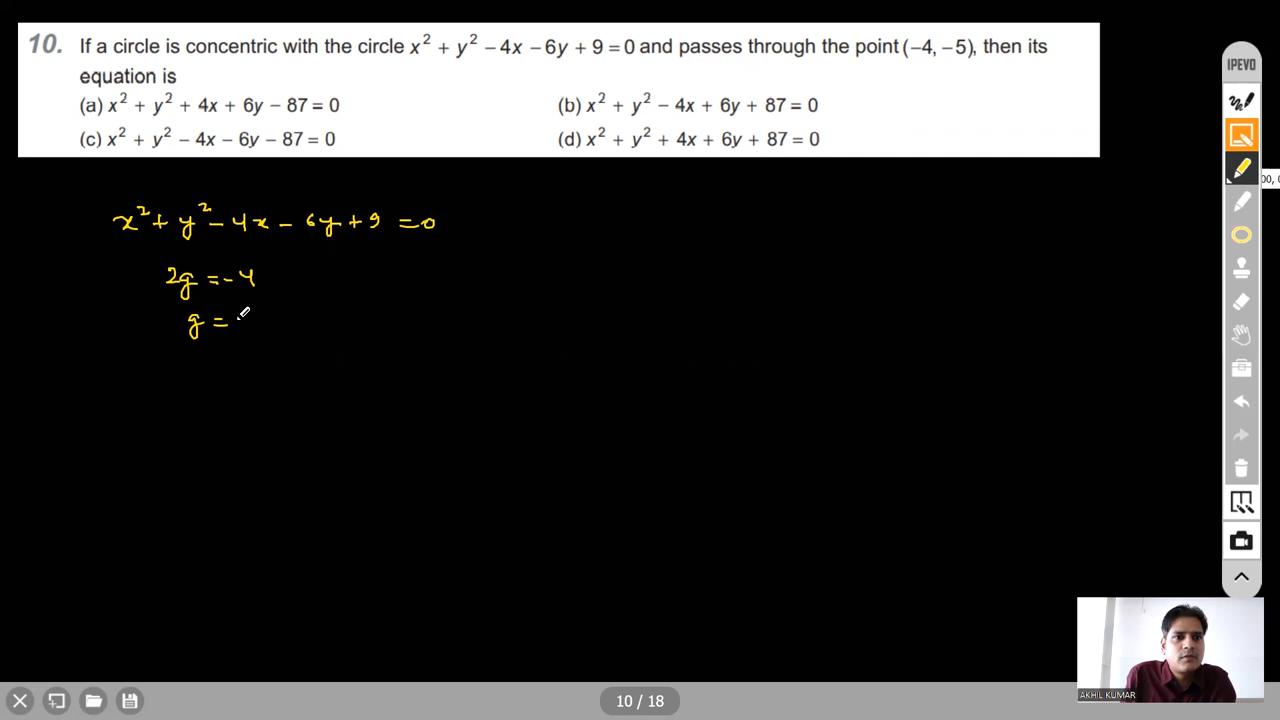 10. If a circle is concentric with the circle x² + y² − 4x − 6y + 9 = 0 and passes through the point (−4, −5), then its
equation is
(a) x² + y² + 4x + 6y − 87 = 0 (b) x² + y² − 4x + 6y + 87 = 0
(c) x² + y² − 4x − 6y − 87 = 0 (d) x² + y² + 4x + 6y + 87 = 0
x² + y² − 4x − 6y + 9 = 0
2g = −4
g =
IPEVO
00, 0
AKHIL KUMAR
10 / 18